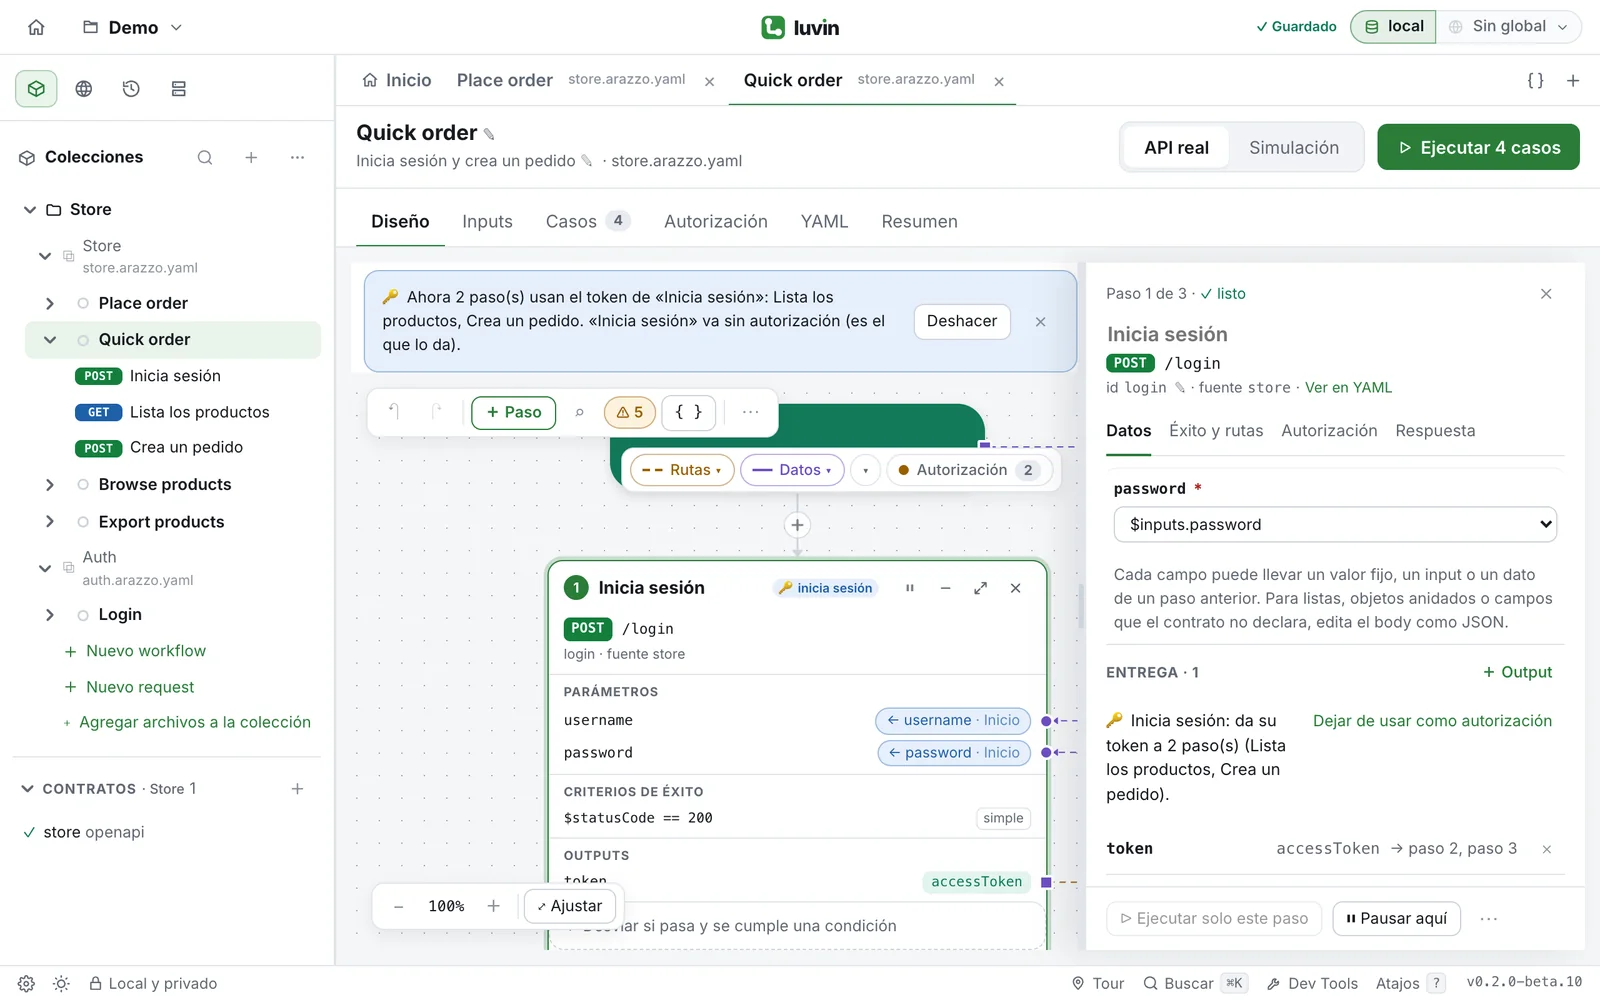 Demo
luvin
Guardado
local
Sin global
Inicio
Place order store.arazzo.yaml
Quick order store.arazzo.yaml
{ }
Colecciones
Store
Store
store.arazzo.yaml
Place order
Quick order
POST Inicia sesión
GET Lista los productos
POST Crea un pedido
Browse products
Export products
Auth
auth.arazzo.yaml
Login
+ Nuevo workflow
+ Nuevo request
+ Agregar archivos a la colección
CONTRATOS · Store 1
store openapi
Quick order
Inicia sesión y crea un pedido · store.arazzo.yaml
API real
Simulación
Ejecutar 4 casos
Diseño
Inputs
Casos 4
Autorización
YAML
Resumen
Ahora 2 paso(s) usan el token de «Inicia sesión»: Lista los
productos, Crea un pedido. «Inicia sesión» va sin autorización (es el
que lo da).
Deshacer
+ Paso
5
{ }
Rutas
Datos
Autorización 2
1 Inicia sesión
inicia sesión
POST /login
login · fuente store
PARÁMETROS
username
← username · Inicio
password
← password · Inicio
CRITERIOS DE ÉXITO
$statusCode == 200
simple
OUTPUTS
token
accessToken
si pasa y se cumple una condición
− 100% +
Ajustar
Paso 1 de 3 · ✓ listo
Inicia sesión
POST /login
id login · fuente store · Ver en YAML
Datos
Éxito y rutas
Autorización
Respuesta
password *
$inputs.password
Cada campo puede llevar un valor fijo, un input o un dato
de un paso anterior. Para listas, objetos anidados o campos
que el contrato no declara, edita el body como JSON.
ENTREGA · 1
+ Output
Inicia sesión: da su
token a 2 paso(s) (Lista
los productos, Crea un
pedido).
Dejar de usar como autorización
token
accessToken → paso 2, paso 3
Ejecutar solo este paso
Pausar aquí
Local y privado
Tour
Buscar ⌘K
Dev Tools
Atajos ?
v0.2.0-beta.10